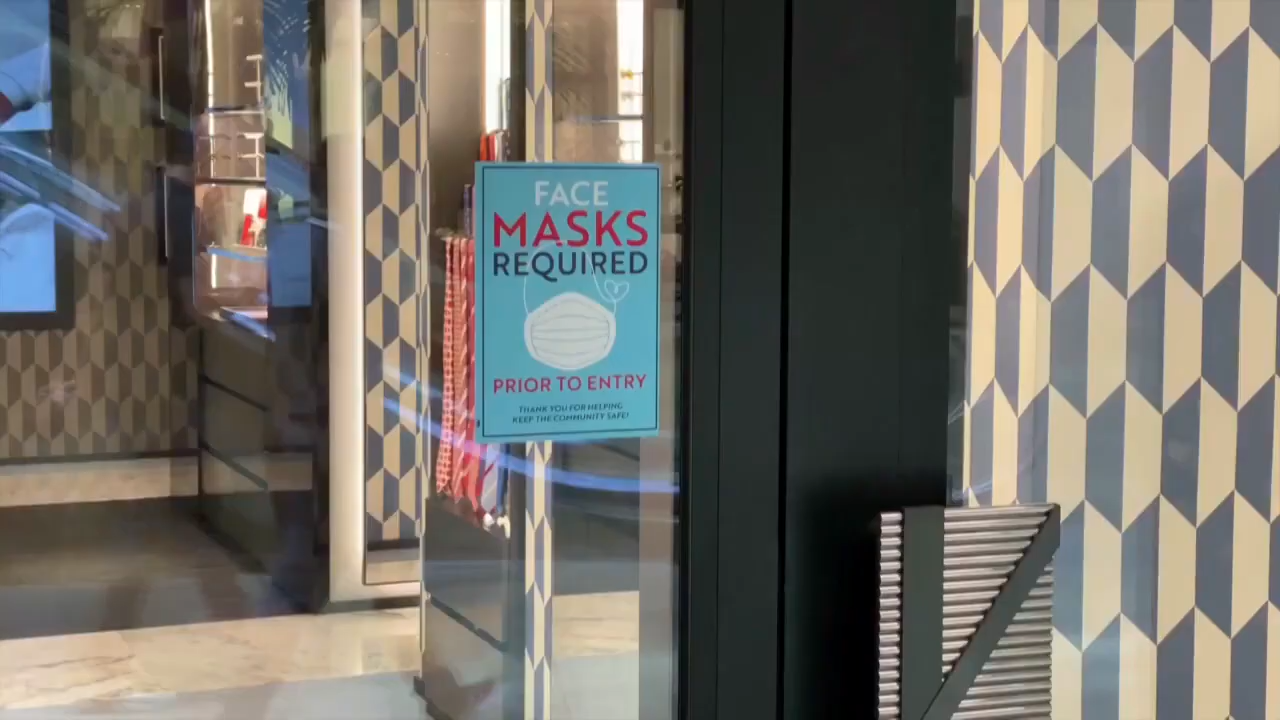 FACE
MASKS
REQUIRED
PRIOR TO ENTRY
THANK YOU FOR HELPING
KEEP THE COMMUNITY SAFE!